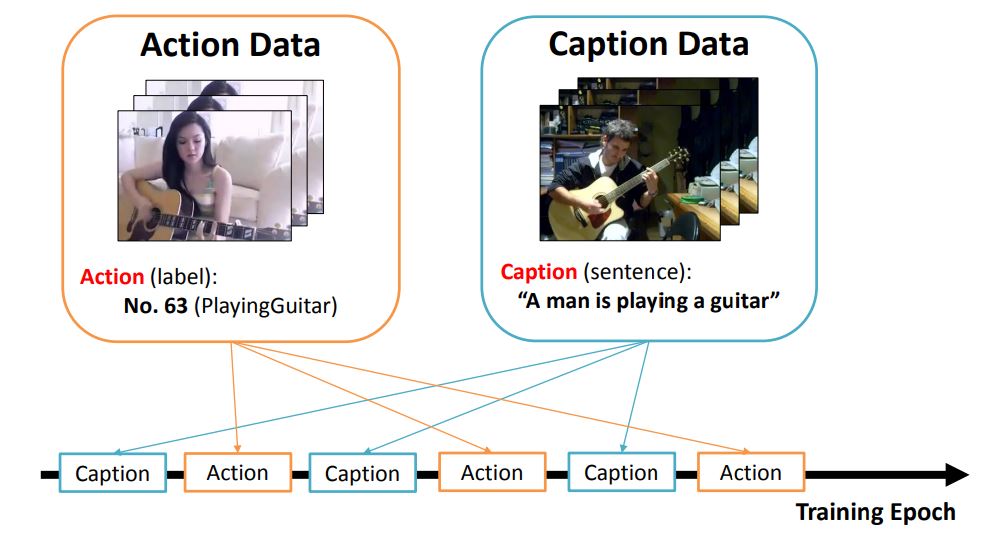 Action Data
Action (label):
No. 63 (PlayingGuitar)
Caption Data
Caption (sentence):
“A man is playing a guitar”
Caption
Action
Caption
Action
Caption
Action
Training Epoch